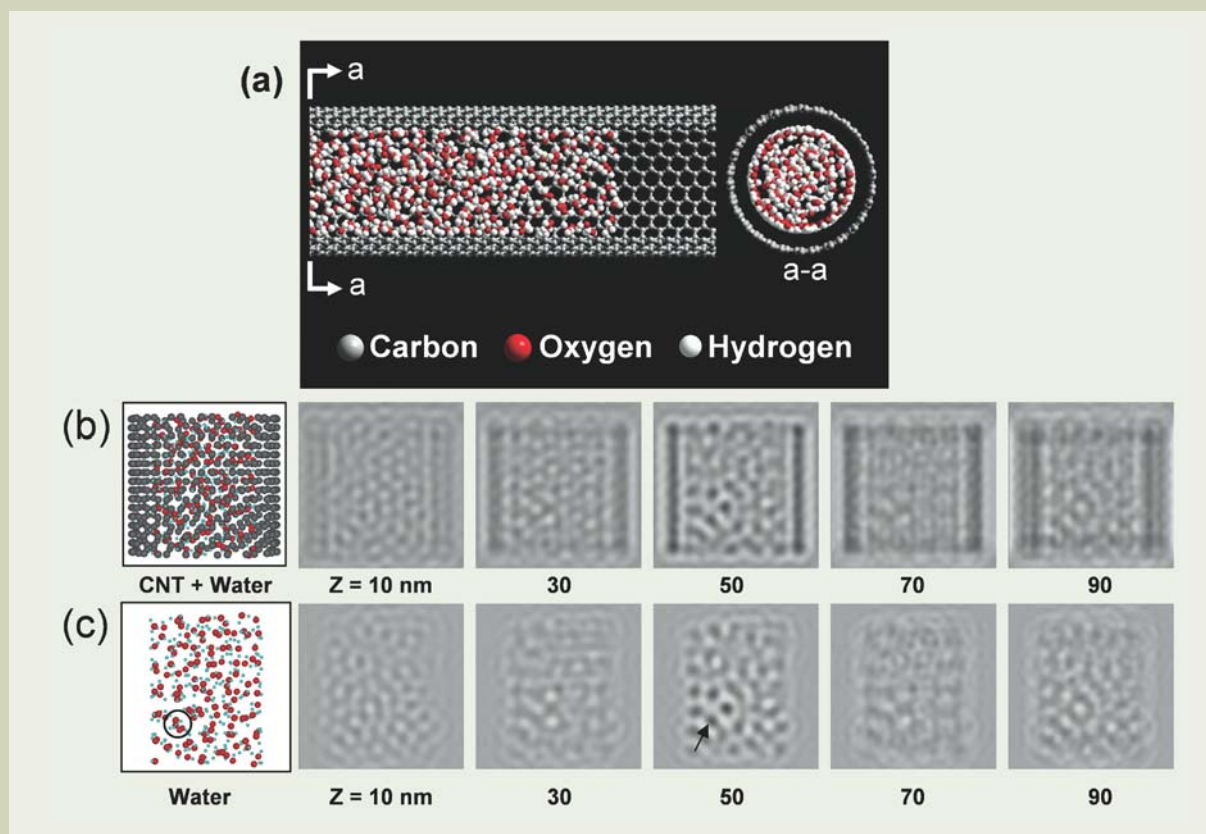 (a)
a
a
a-a
Carbon Oxygen Hydrogen
(b)
CNT + Water Z = 10 nm 30 50 70 90
(c)
Water Z = 10 nm 30 50 70 90